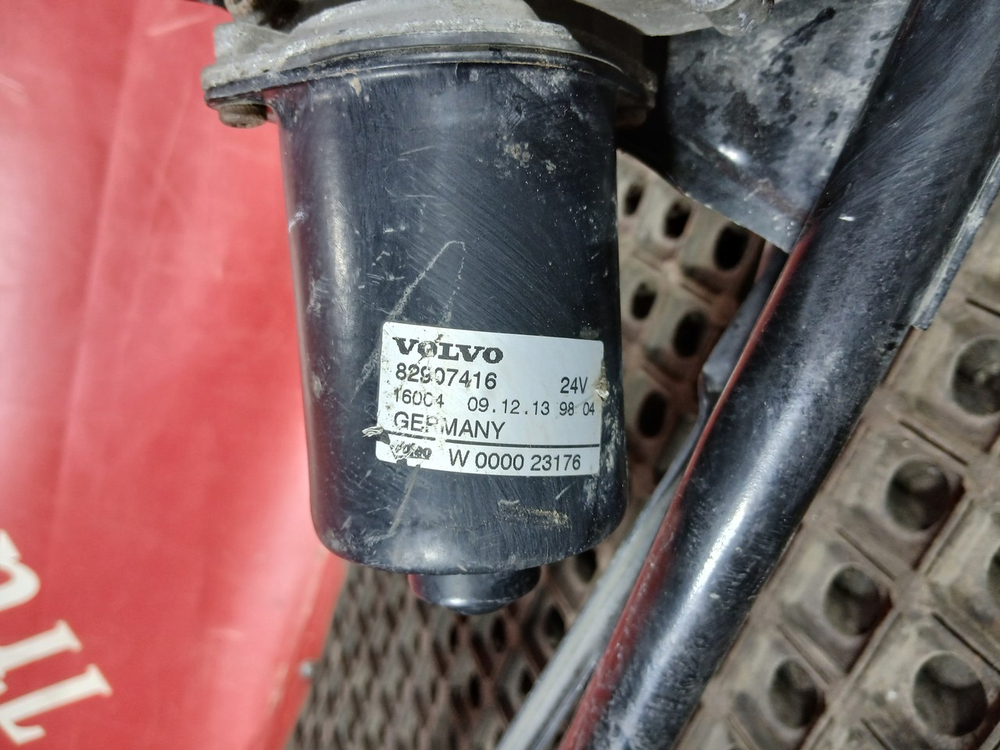 VOLVO
82907416 24V
16004 09.12.13 98 04
GERMANY
W 0000 23176